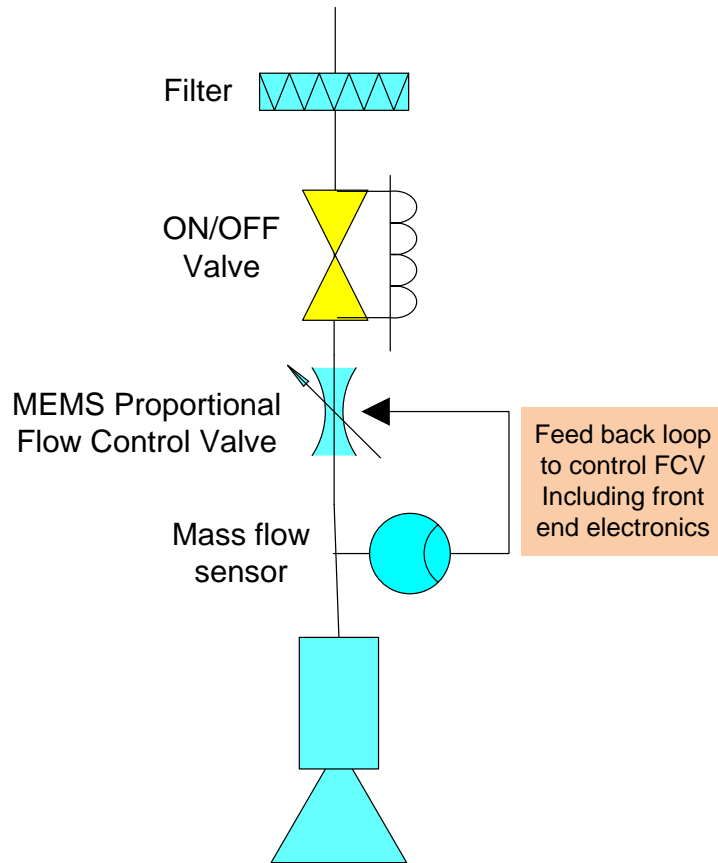 Filter
ON/OFF
Valve
MEMS Proportional
Flow Control Valve
Feed back loop
to control FCV
Including front
end electronics
Mass flow
sensor